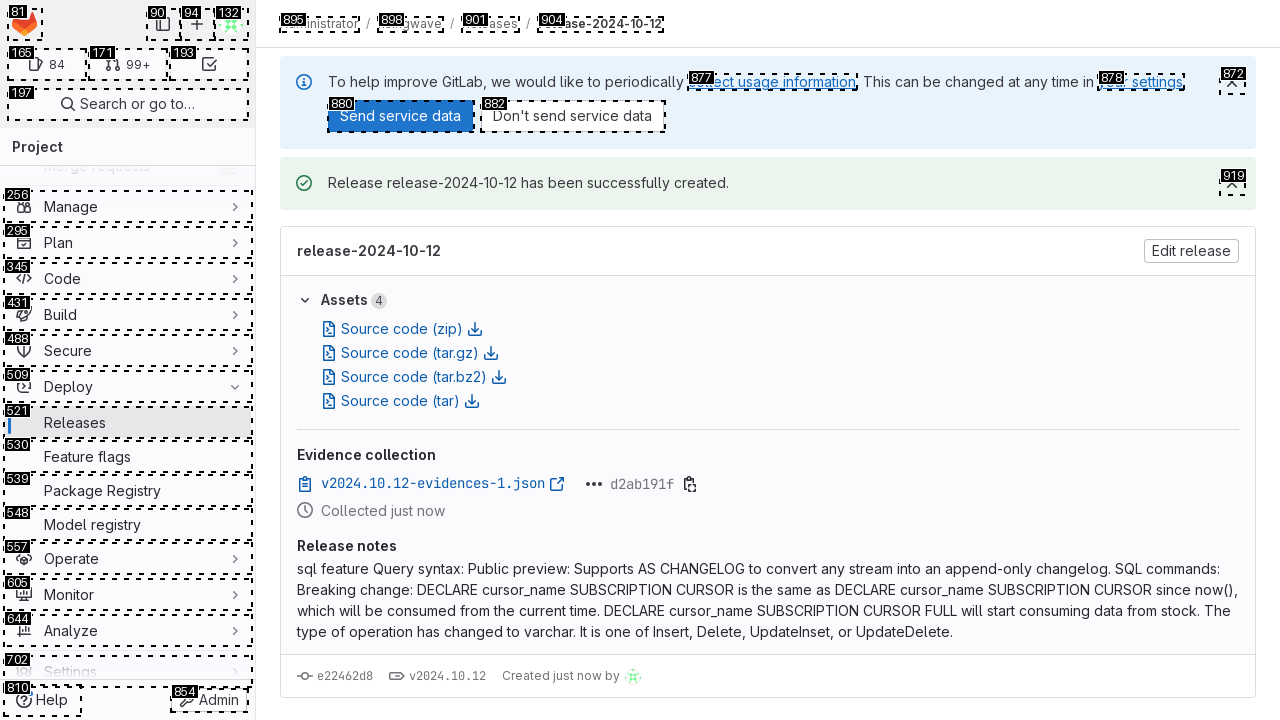 81
90
94
132
165
84
171
99+
193
197
Search or go to…
Project
Merge requests
256
Manage
295
Plan
345
Code
431
Build
488
Secure
509
Deploy
521
Releases
530
Feature flags
539
Package Registry
548
Model registry
557
Operate
605
Monitor
644
Analyze
702
Settings
810
Help
854
Admin
895
Administrator
/
898
/
901
releases
/
904
release-2024-10-12
To help improve GitLab, we would like to periodically
877
collect usage information. This can be changed at any time in
878
your settings.
872
880
Send service data
882
Don't send service data
Release release-2024-10-12 has been successfully created.
919
release-2024-10-12
Edit release
Assets 4
Source code (zip)
Source code (tar.gz)
Source code (tar.bz2)
Source code (tar)
Evidence collection
v2024.10.12-evidences-1.json
d2ab191f
Collected just now
Release notes
sql feature Query syntax: Public preview: Supports AS CHANGELOG to convert any stream into an append-only changelog. SQL commands:
Breaking change: DECLARE cursor_name SUBSCRIPTION CURSOR is the same as DECLARE cursor_name SUBSCRIPTION CURSOR since now(),
which will be consumed from the current time. DECLARE cursor_name SUBSCRIPTION CURSOR FULL will start consuming data from stock. The
type of operation has changed to varchar. It is one of Insert, Delete, UpdateInset, or UpdateDelete.
e22462d8
v2024.10.12
Created just now by